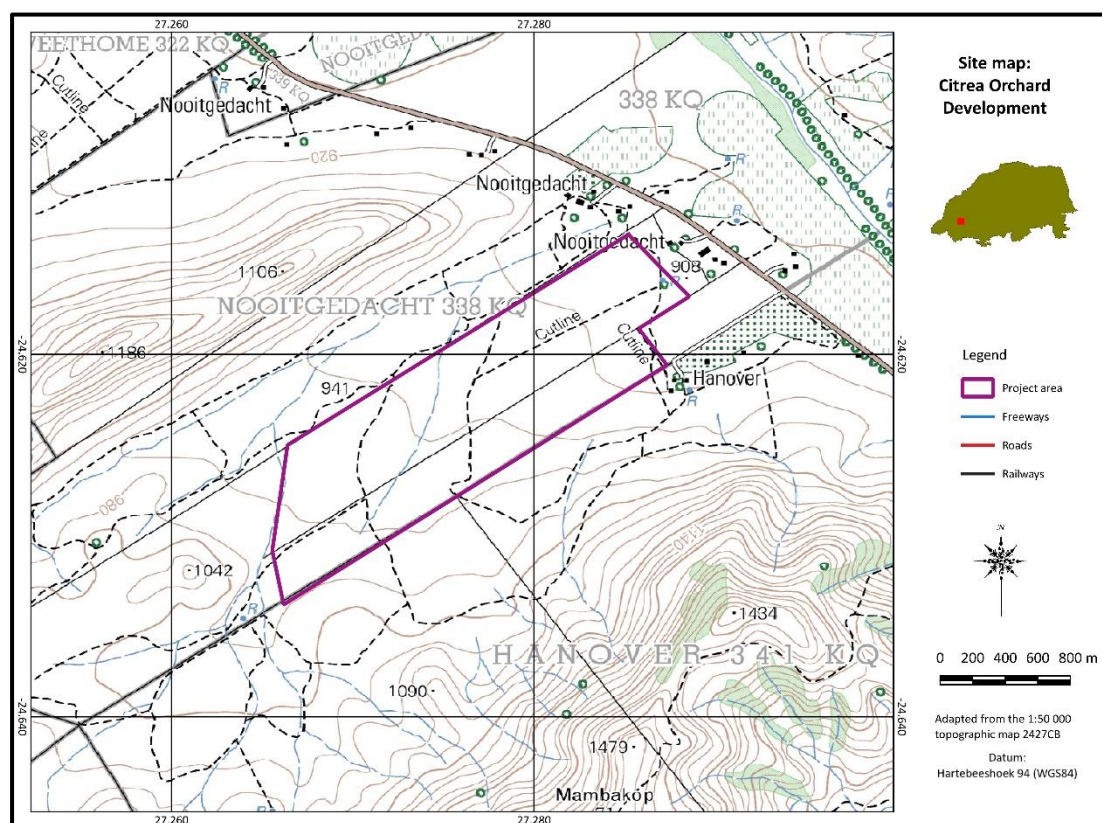 27.260
27.280
VEETHOME 322 KQ
NOOITGED
Cutline
R
339 KQ
Nooitgedacht
338 KQ
Cutline
920
R
Nooitgedacht
R
R
Nooitgedacht
908
1106
R
NOOITGEDACHT 338 KQ
Cutline
Cutline
-24.620
1186
-24.620
941
Hanover
R
980
1140
1042
R
1434
HANOVER 341 KQ
1090
-24.640
-24.640
1479
Mambakop
R
27.260
27.280
Site map:
Citrea Orchard
Development
Legend
Project area
Freeways
Roads
Railways
N
0 200 400 600 800 m
Adapted from the 1:50 000
topographic map 2427CB
Datum:
Hartebeeshoek 94 (WGS84)